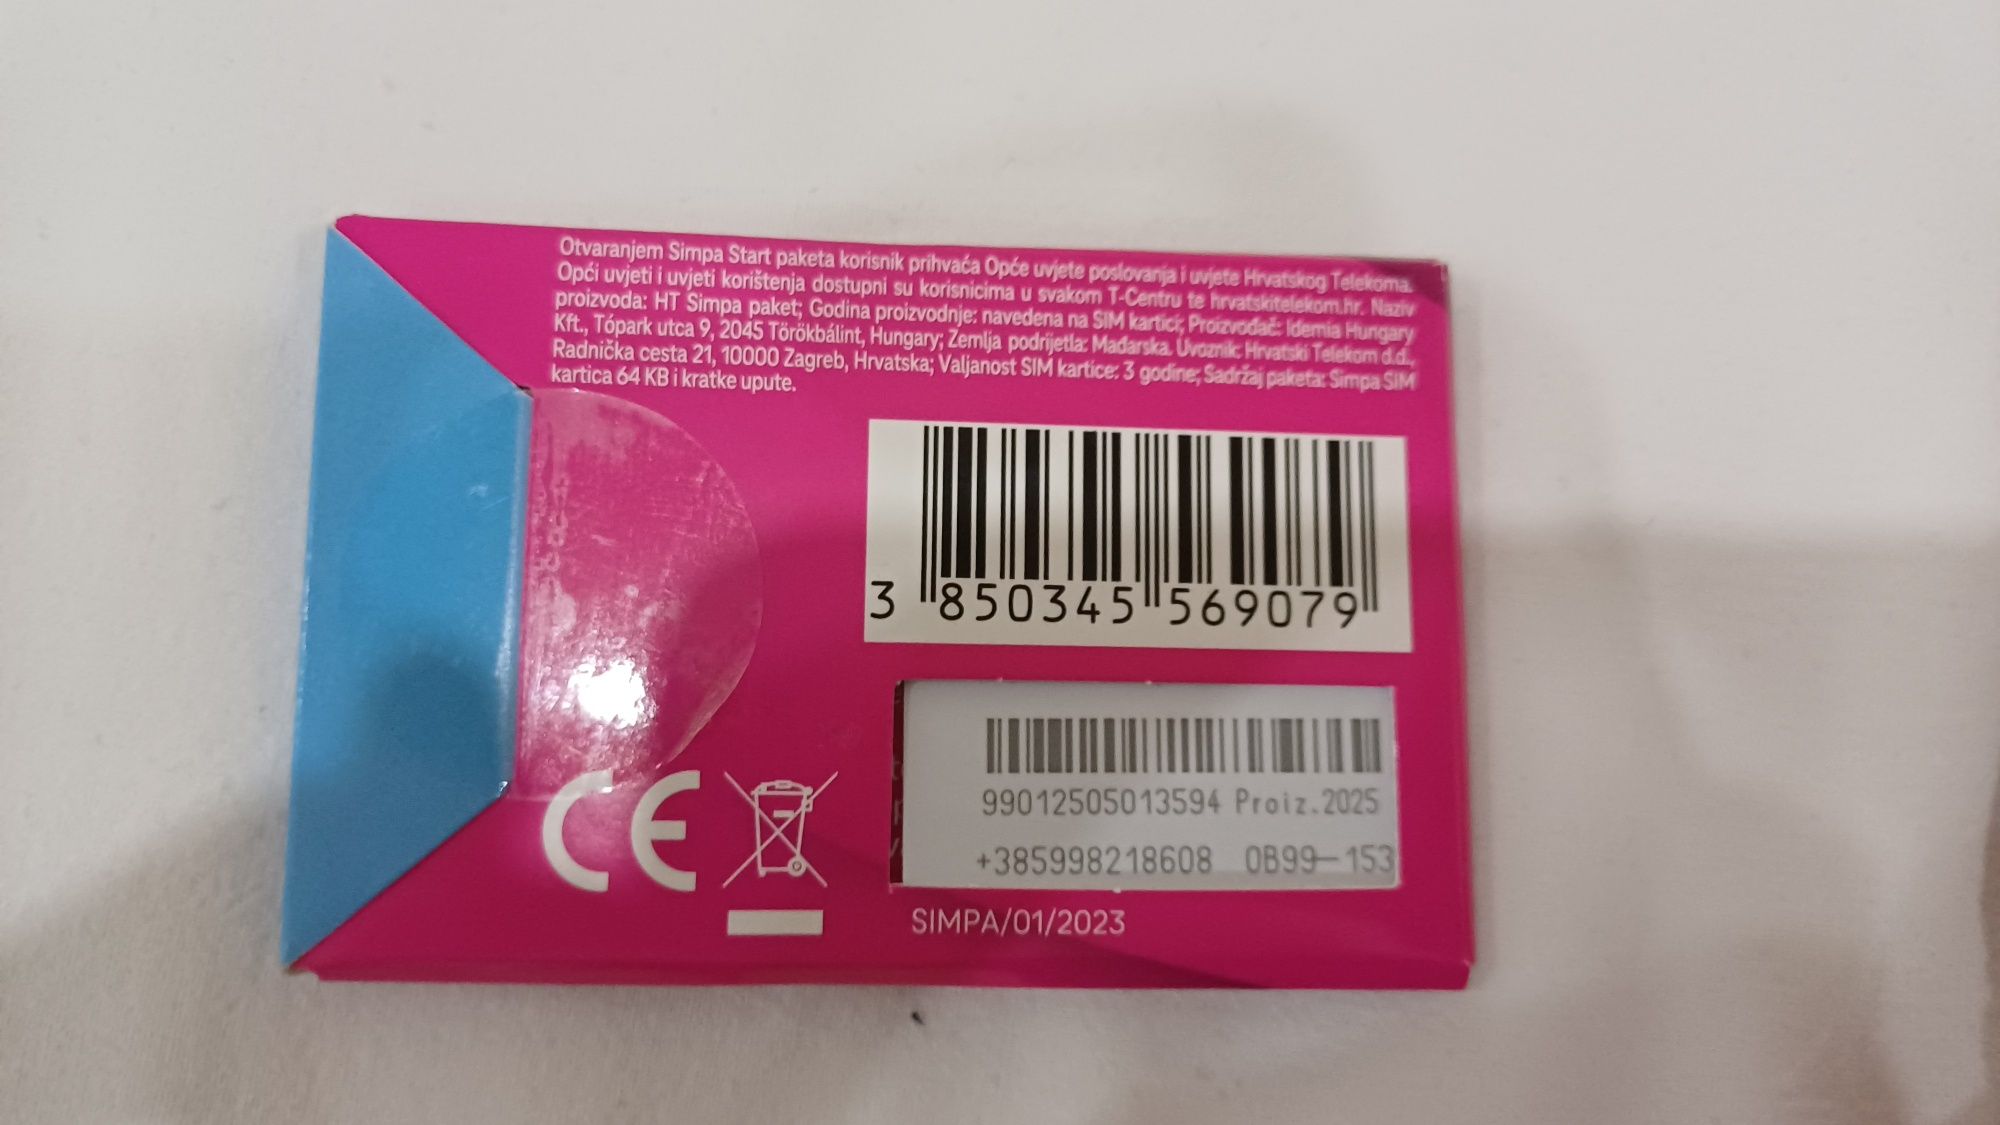 Otvaranjem Simpa Start paketa korisnik prihvaća Opće uvjete poslovanja i uvjete Hrvatskog Telekoma.
Opći uvjeti i uvjeti korištenja dostupni su korisnicima u svakom T-Centru te hrvatskitelekom.hr. Naziv
proizvoda: HT Simpa paket; Godina proizvodnje: navedena na SIM kartici; Proizvođač: Idemia Hungary
Kft., Tópark utca 9, 2045 Törökbálint, Hungary; Zemlja podrijetla: Mađarska. Uvoznik: Hrvatski Telekom d.d.,
Radnička cesta 21, 10000 Zagreb, Hrvatska; Valjanost SIM kartice: 3 godine; Sadržaj paketa: Simpa SIM
kartica 64 KB i kratke upute.
3 850345 569079
99012505013594 Proiz.2025
+385998218608 0B99-153
CE
SIMPA/01/2023